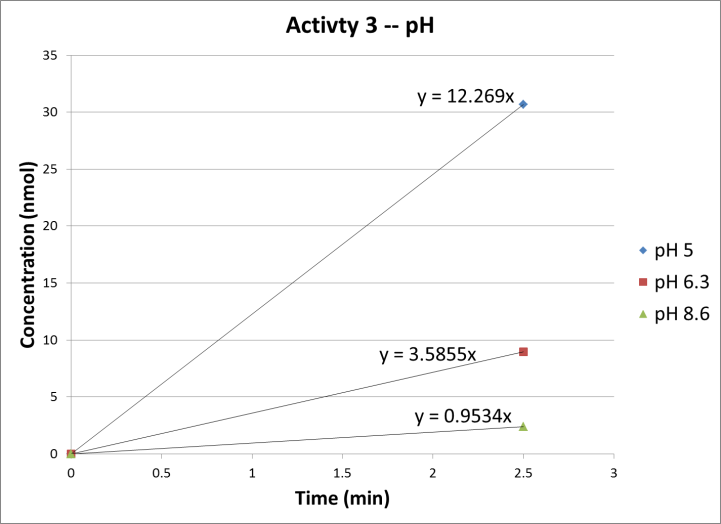 Activty 3 -- pH
35
30
25
20
15
10
5
0
Concentration (nmol)
y = 12.269x
y = 3.5855x
y = 0.9534x
0 0.5 1 1.5 2 2.5 3
Time (min)
pH 5
pH 6.3
pH 8.6